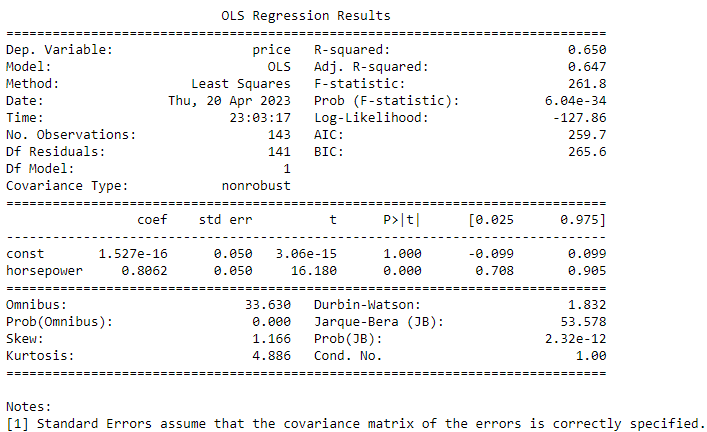 OLS Regression Results
==============================================================================
Dep. Variable:                  price   R-squared:                       0.650
Model:                            OLS   Adj. R-squared:                  0.647
Method:                 Least Squares   F-statistic:                     261.8
Date:                Thu, 20 Apr 2023   Prob (F-statistic):           6.04e-34
Time:                        23:03:17   Log-Likelihood:                -127.86
No. Observations:                 143   AIC:                             259.7
Df Residuals:                     141   BIC:                             265.6
Df Model:                           1
Covariance Type:            nonrobust
==============================================================================
                 coef    std err          t      P>|t|      [0.025      0.975]
------------------------------------------------------------------------------
const       1.527e-16      0.050   3.06e-15      1.000      -0.099       0.099
horsepower     0.8062      0.050     16.180      0.000       0.708       0.905
==============================================================================
Omnibus:                       33.630   Durbin-Watson:                   1.832
Prob(Omnibus):                  0.000   Jarque-Bera (JB):               53.578
Skew:                           1.166   Prob(JB):                     2.32e-12
Kurtosis:                       4.886   Cond. No.                         1.00
==============================================================================
Notes:
[1] Standard Errors assume that the covariance matrix of the errors is correctly specified.